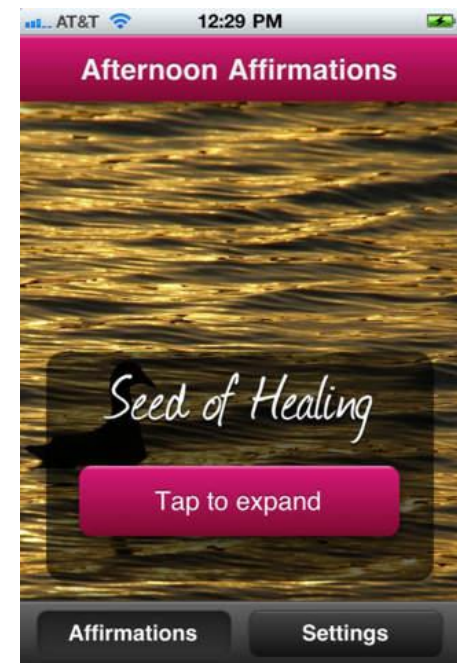 AT&T 12:29 PM
Afternoon Affirmations
Seed of Healing
Tap to expand
Affirmations Settings